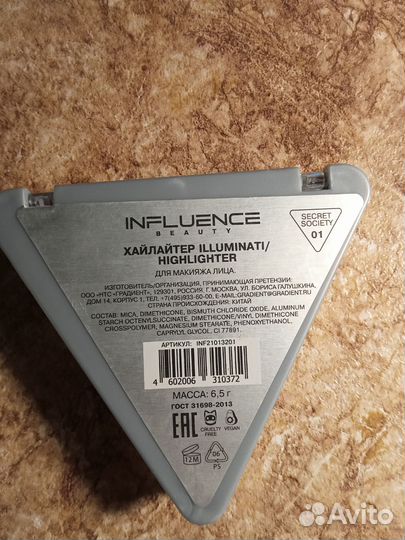 INFLUENCE
BEAUTY
SECRET
SOCIETY
01
ХАЙЛАЙТЕР ILLUMINATI/
HIGHLIGHTER
ДЛЯ МАКИЯЖА ЛИЦА.
ИЗГОТОВИТЕЛЬ/ОРГАНИЗАЦИЯ, ПРИНИМАЮЩАЯ ПРЕТЕНЗИИ:
ООО «НТС «ГРАДИЕНТ», 129301, РОССИЯ, Г. МОСКВА, УЛ. БОРИСА ГАЛУШКИНА,
ДОМ 14, КОРПУС 1, ТЕЛ. +7(495)933-60-00, E-MAIL:GRADIENT@GRADIENT.RU
СТРАНА ПРОИСХОЖДЕНИЯ: КИТАЙ
СОСТАВ: MICA, DIMETHICONE, BISMUTH CHLORIDE OXIDE, ALUMINUM
STARCH OCTENYLSUCCINATE, DIMETHICONE/VINYL DIMETHICONE
CROSSPOLYMER, MAGNESIUM STEARATE, PHENOXYETHANOL,
CAPRYLYL GLYCOL, CI 77891.
АРТИКУЛ: INF21013201
4 602006 310372
МАССА: 6,5 г
ГОСТ 31698-2013
EAC
CRUELTY
FREE
VEGAN
12M
06
PS
Avito